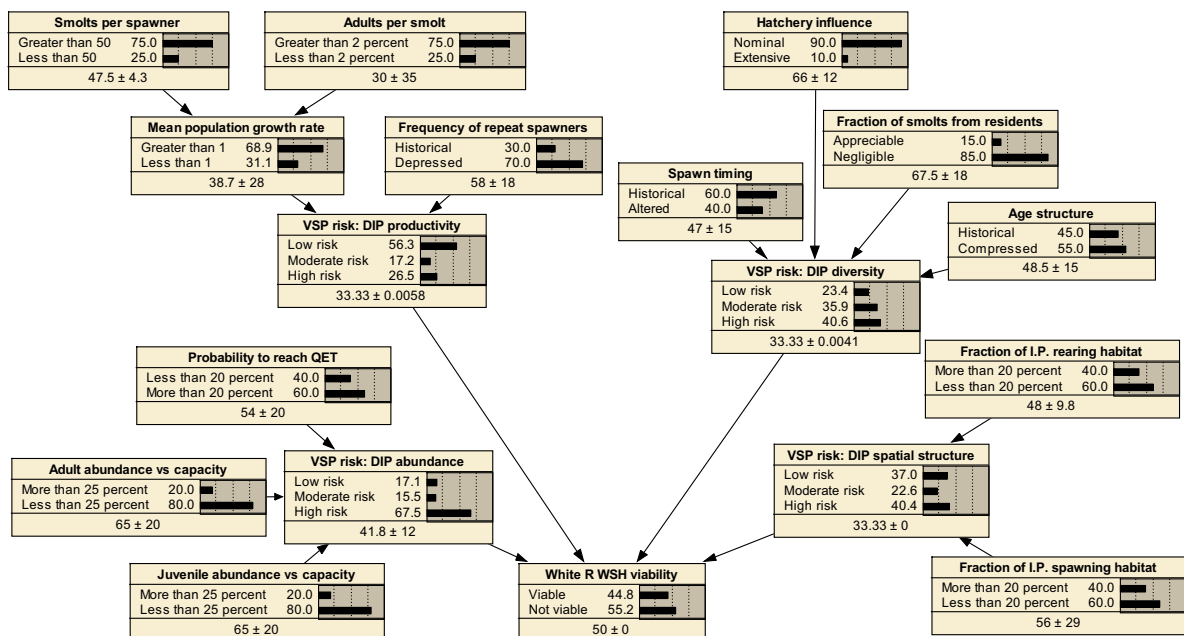 Smolts per spawner
Greater than 50 75.0
Less than 50 25.0
47.5 ± 4.3
Adults per smolt
Greater than 2 percent 75.0
Less than 2 percent 25.0
30 ± 35
Hatchery influence
Nominal 90.0
Extensive 10.0
66 ± 12
Mean population growth rate
Greater than 1 68.9
Less than 1 31.1
38.7 ± 28
Frequency of repeat spawners
Historical 30.0
Depressed 70.0
58 ± 18
Fraction of smolts from residents
Appreciable 15.0
Negligible 85.0
67.5 ± 18
Spawn timing
Historical 60.0
Altered 40.0
47 ± 15
Age structure
Historical 45.0
Compressed 55.0
48.5 ± 15
VSP risk: DIP productivity
Low risk 56.3
Moderate risk 17.2
High risk 26.5
33.33 ± 0.0058
VSP risk: DIP diversity
Low risk 23.4
Moderate risk 35.9
High risk 40.6
33.33 ± 0.0041
Probability to reach QET
Less than 20 percent 40.0
More than 20 percent 60.0
54 ± 20
Fraction of I.P. rearing habitat
More than 20 percent 40.0
Less than 20 percent 60.0
48 ± 9.8
Adult abundance vs capacity
More than 25 percent 20.0
Less than 25 percent 80.0
65 ± 20
VSP risk: DIP abundance
Low risk 17.1
Moderate risk 15.5
High risk 67.5
41.8 ± 12
VSP risk: DIP spatial structure
Low risk 37.0
Moderate risk 22.6
High risk 40.4
33.33 ± 0
Juvenile abundance vs capacity
More than 25 percent 20.0
Less than 25 percent 80.0
65 ± 20
White R WSH viability
Viable 44.8
Not viable 55.2
50 ± 0
Fraction of I.P. spawning habitat
More than 20 percent 40.0
Less than 20 percent 60.0
56 ± 29